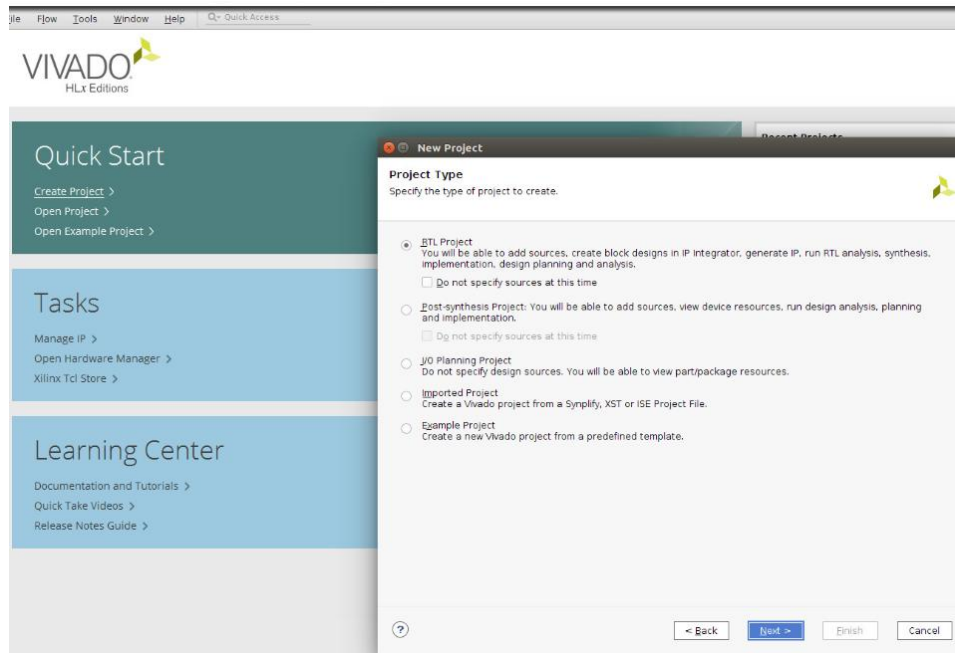 ile Flow Tools Window Help Quick Access
VIVADO
HLx Editions
Quick Start
Create Project >
Open Project >
Open Example Project >
Tasks
Manage IP >
Open Hardware Manager >
Xilinx Tcl Store >
Learning Center
Documentation and Tutorials >
Quick Take Videos >
Release Notes Guide >
Recent Projects
New Project
Project Type
Specify the type of project to create.
RTL Project
You will be able to add sources, create block designs in IP Integrator, generate IP, run RTL analysis, synthesis,
implementation, design planning and analysis.
Do not specify sources at this time
Post-synthesis Project: You will be able to add sources, view device resources, run design analysis, planning
and implementation.
Do not specify sources at this time
I/O Planning Project
Do not specify design sources. You will be able to view part/package resources.
Imported Project
Create a Vivado project from a Synplify, XST or ISE Project File.
Example Project
Create a new Vivado project from a predefined template.
?
< Back Next > Finish Cancel